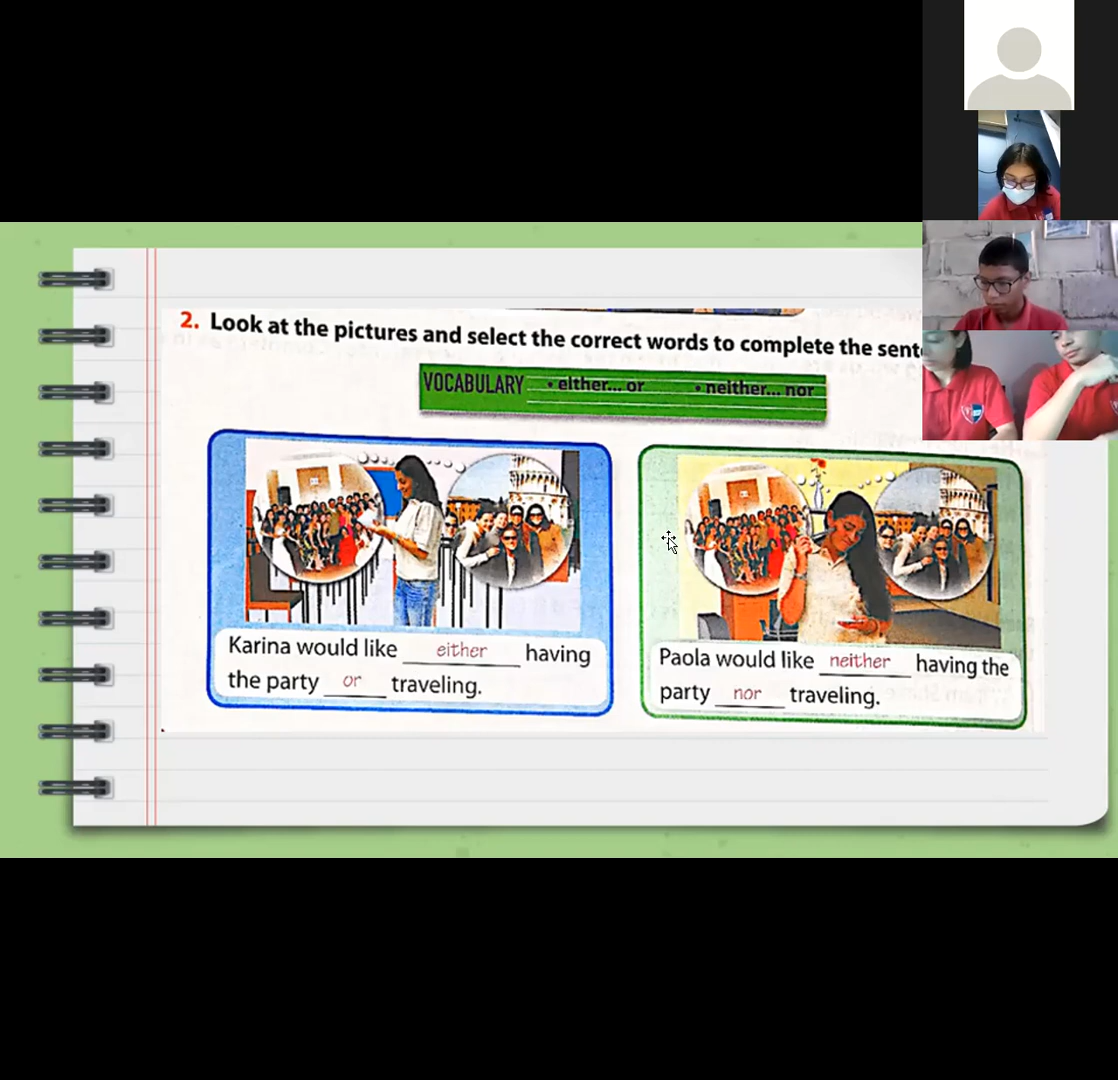 2. Look at the pictures and select the correct words to complete the sent
VOCABULARY • either... or • neither... nor
Karina would like either having
the party or traveling.
Paola would like neither having the
party nor traveling.